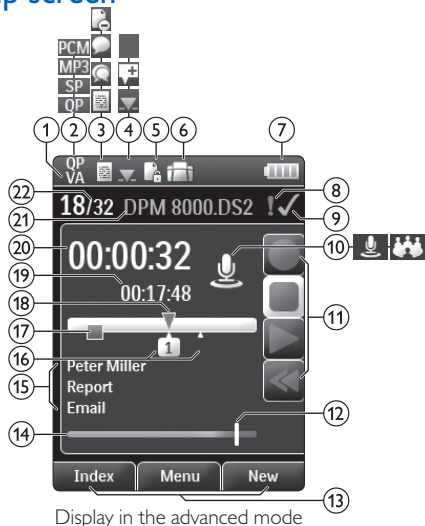 PCM
MP3
SP
QP
1 2 3 4 5 6 7
QP
VA
22 18/32 DPM 8000.DS2 ! 8
21 9
20 00:00:32 10
19 00:17:48
18 11
17
16 1
15 Peter Miller
Report
Email 12
14
Index Menu New
13
Display in the advanced mode